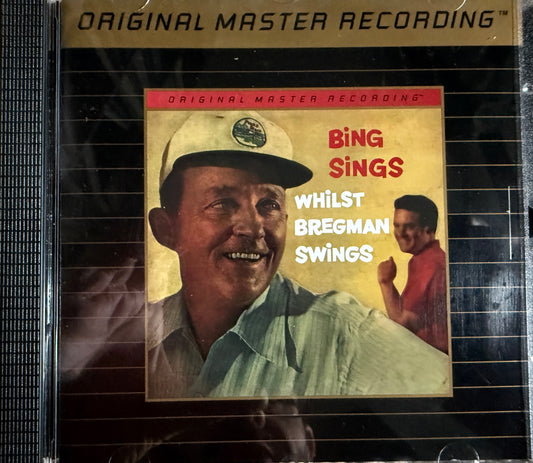 ORIGINAL MASTER RECORDING™
ORIGINAL MASTER RECORDING™
BiNG
SiNGS
WHiLST
BREGMAN
SWiNGS